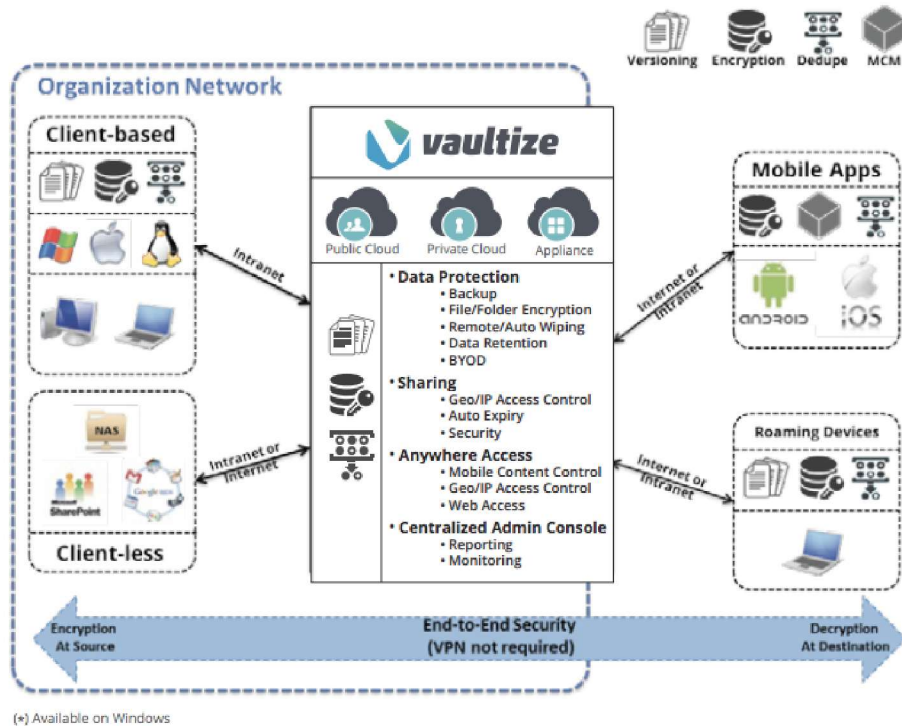 Versioning
Encryption
Dedupe
MCM
Organization Network
Client-based
Intranet
NAS
Microsoft
SharePoint
Google
Client-less
Intranet or
Internet
vaultize
Public Cloud
Private Cloud
Appliance
• Data Protection
• Backup
• File/Folder Encryption
• Remote/Auto Wiping
• Data Retention
• BYOD
• Sharing
• Geo/IP Access Control
• Auto Expiry
• Security
• Anywhere Access
• Mobile Content Control
• Geo/IP Access Control
• Web Access
• Centralized Admin Console
• Reporting
• Monitoring
Internet or
Intranet
Mobile Apps
ANDROID
iOS
Internet or
Intranet
Roaming Devices
Encryption
At Source
End-to-End Security
(VPN not required)
Decryption
At Destination
(*) Available on Windows